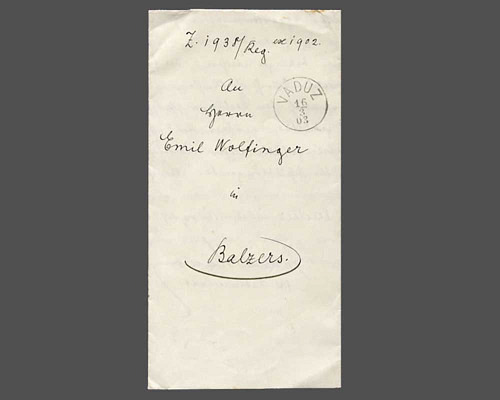 Z. 1938/Reg. ex 1902.
An
Herrn
Emil Wolfinger
in
Balzers.
VADUZ
16
3
03